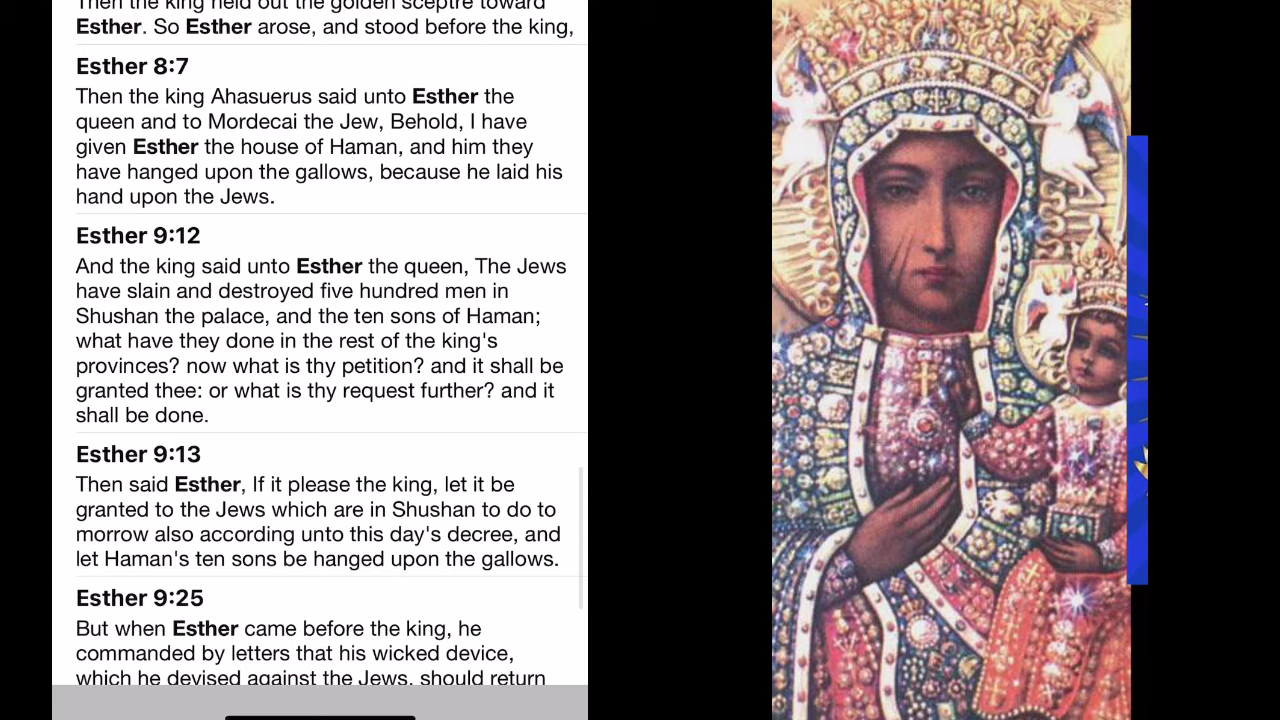 Then the king held out the golden sceptre toward
Esther. So Esther arose, and stood before the king,
Esther 8:7
Then the king Ahasuerus said unto Esther the
queen and to Mordecai the Jew, Behold, I have
given Esther the house of Haman, and him they
have hanged upon the gallows, because he laid his
hand upon the Jews.
Esther 9:12
And the king said unto Esther the queen, The Jews
have slain and destroyed five hundred men in
Shushan the palace, and the ten sons of Haman;
what have they done in the rest of the king's
provinces? now what is thy petition? and it shall be
granted thee: or what is thy request further? and it
shall be done.
Esther 9:13
Then said Esther, If it please the king, let it be
granted to the Jews which are in Shushan to do to
morrow also according unto this day's decree, and
let Haman's ten sons be hanged upon the gallows.
Esther 9:25
But when Esther came before the king, he
commanded by letters that his wicked device,
which he devised against the Jews, should return